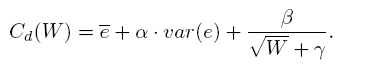 C_d(W) = \overline{e} + \alpha \cdot var(e) + \frac{\beta}{\sqrt{W} + \gamma}.